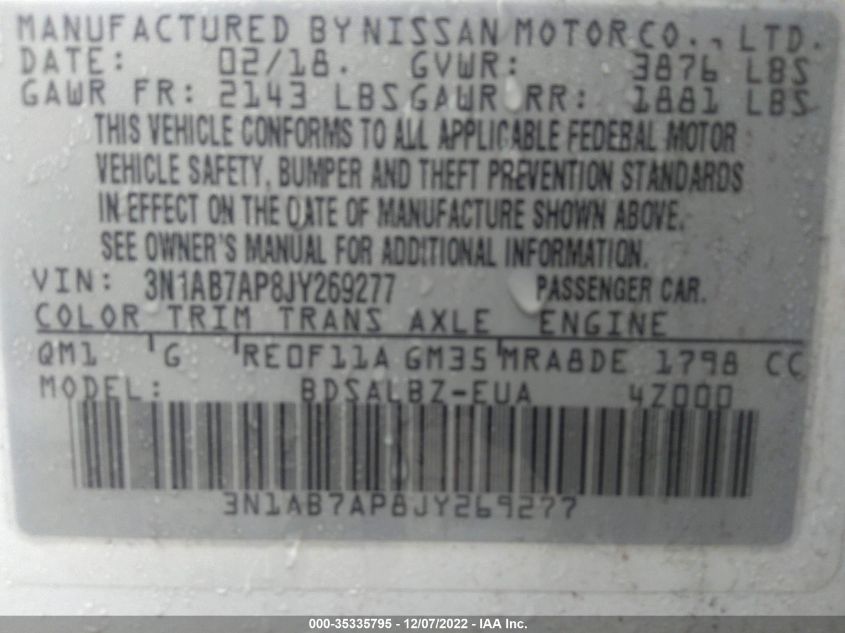 MANUFACTURED BY NISSAN MOTOR CO., LTD.
DATE: 02/18. GVWR: 3876 LBS
GAWR FR: 2143 LBS GAWR RR: 1881 LBS
THIS VEHICLE CONFORMS TO ALL APPLICABLE FEDERAL MOTOR
VEHICLE SAFETY, BUMPER AND THEFT PREVENTION STANDARDS
IN EFFECT ON THE DATE OF MANUFACTURE SHOWN ABOVE.
SEE OWNER'S MANUAL FOR ADDITIONAL INFORMATION.
VIN: 3N1AB7AP8JY269277 PASSENGER CAR.
COLOR TRIM TRANS AXLE ENGINE
QM1 G RE0F11A GM35 MRA8DE 1798 CC
MODEL: BDSALBZ-EUA 4Z000
3N1AB7AP8JY269277
000-35335795 - 12/07/2022 - IAA Inc.